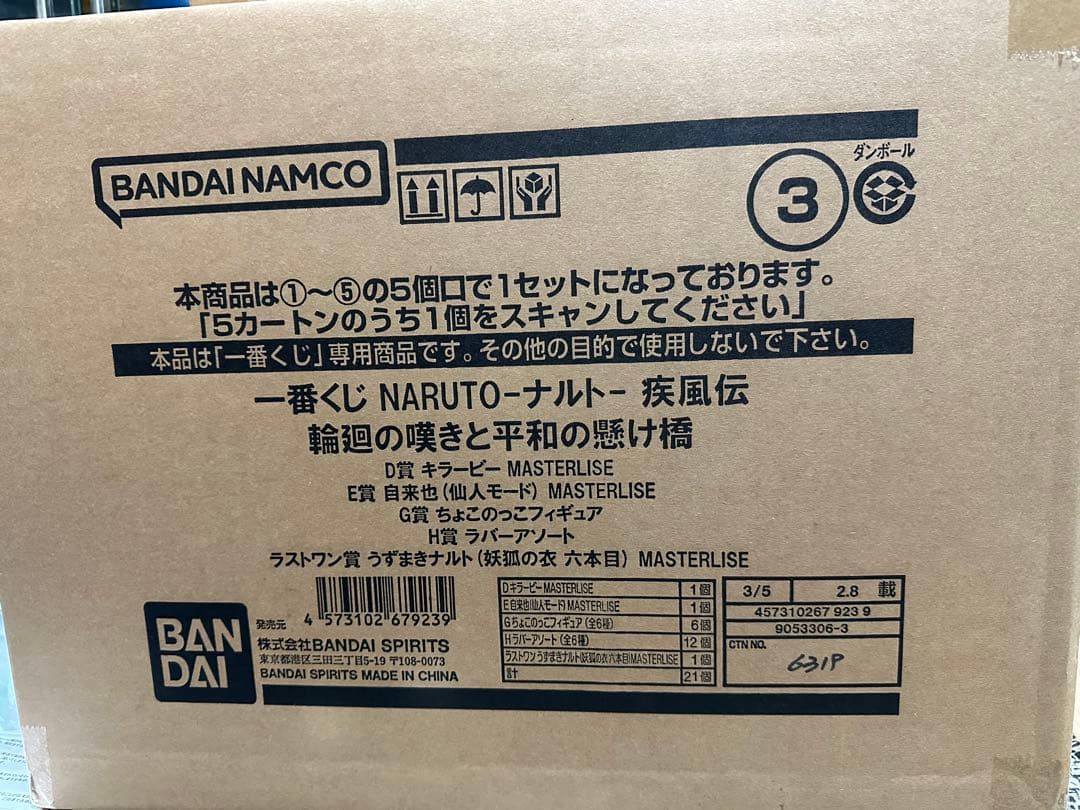 BANDAI NAMCO
3
ダンボール
本商品は①～⑤の5個口で1セットになっております。
「5カートンのうち1個をスキャンしてください」
本品は「一番くじ」専用商品です。その他の目的で使用しないで下さい。
一番くじ NARUTO-ナルト- 疾風伝
輪廻の嘆きと平和の懸け橋
D賞 キラービー MASTERLISE
E賞 自来也(仙人モード) MASTERLISE
G賞 ちょこのっこフィギュア
H賞 ラバーアソート
ラストワン賞 うずまきナルト(妖狐の衣 六本目) MASTERLISE
BAN
DAI
発売元
4 573102 679239
株式会社BANDAI SPIRITS
東京都港区三田三丁目5-19 〒108-0073
BANDAI SPIRITS MADE IN CHINA
Dキラービー MASTERLISE 1個
E自来也(仙人モード)MASTERLISE 1個
Gちょこのっこフィギュア(全6種) 6個
Hラバーアソート(全6種) 12個
ラストワンうずまきナルト(妖狐の衣六本目)MASTERLISE 1個
計 21個
3/5 2.8 載
457310267 923 9
9053306-3
CTN NO.